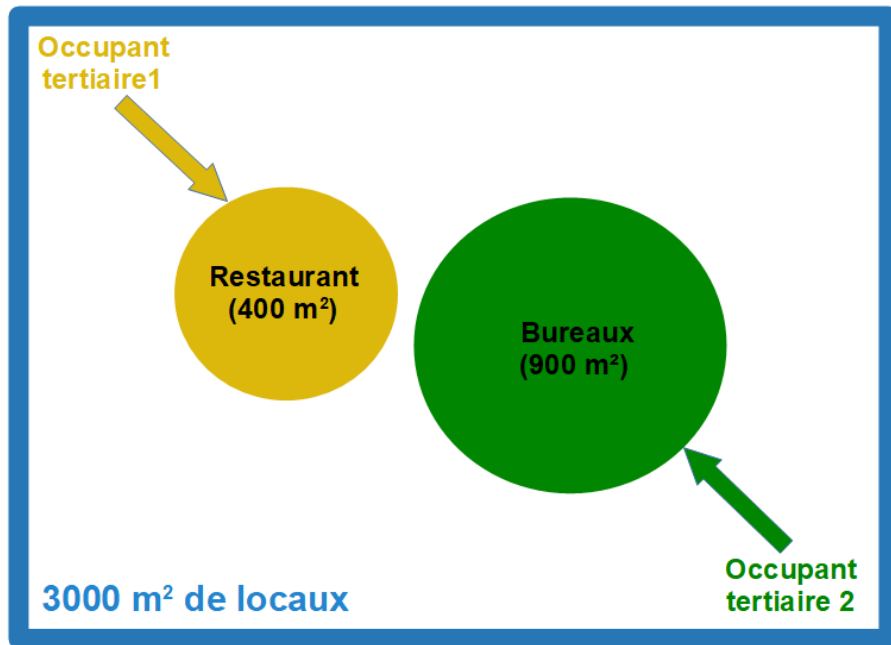 Occupant
tertiaire1
Restaurant
(400 m²)
Bureaux
(900 m²)
Occupant
tertiaire 2
3000 m² de locaux